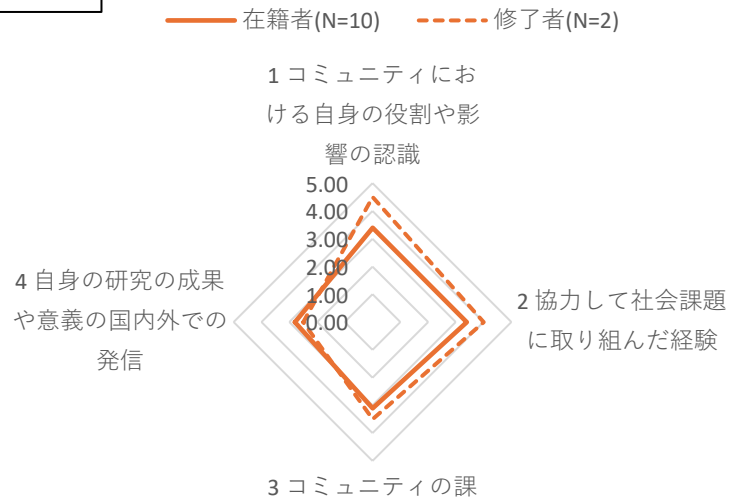 在籍者(N=10) 修了者(N=2)
1 コミュニティにお
ける自身の役割や影
響の認識
5.00
4.00
3.00
2.00
1.00
0.00
4 自身の研究の成果
や意義の国内外での
発信
2 協力して社会課題
に取り組んだ経験
3 コミュニティの課